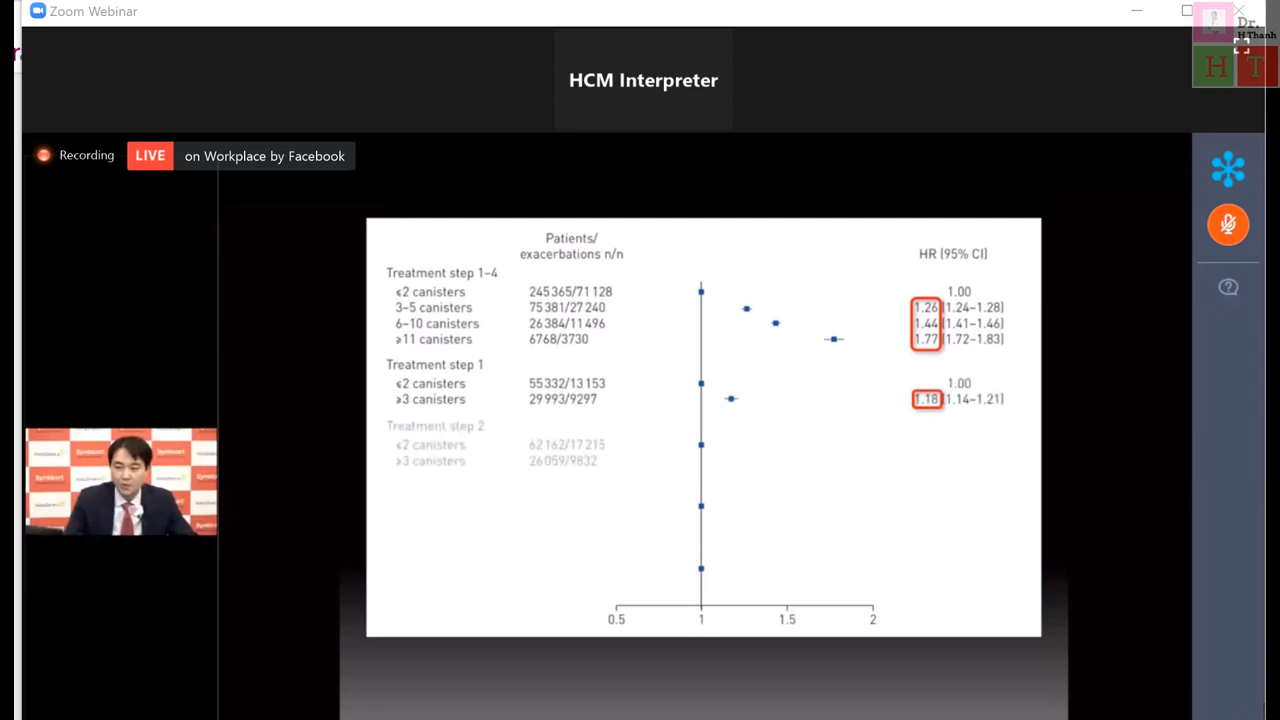 Zoom Webinar
Dr.
H Thanh
H T
HCM Interpreter
Recording
LIVE on Workplace by Facebook
Patients/
exacerbations n/n
HR (95% CI)
Treatment step 1–4
≤2 canisters 245 365/71 128 1.00
3–5 canisters 75 381/27 240 1.26 (1.24–1.28)
6–10 canisters 26 384/11 496 1.44 (1.41–1.46)
≥11 canisters 6768/3730 1.77 (1.72–1.83)
Treatment step 1
≤2 canisters 55 332/13 153 1.00
≥3 canisters 29 993/9297 1.18 (1.14–1.21)
Treatment step 2
≤2 canisters 62 162/17 215
≥3 canisters 26 059/9832
0.5 1 1.5 2